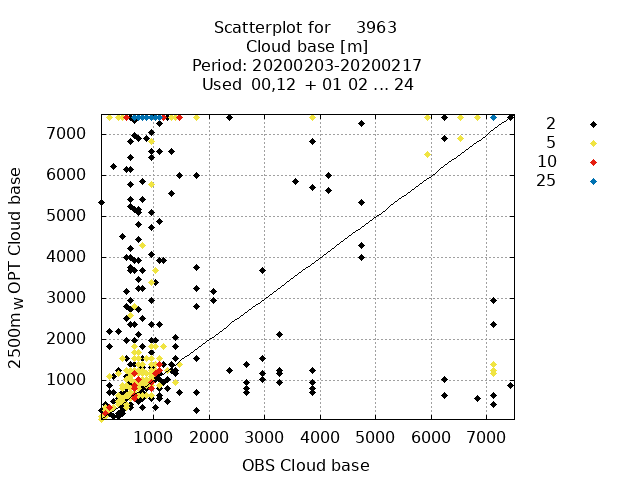 Scatterplot for 3963
Cloud base [m]
Period: 20200203-20200217
Used 00,12 + 01 02 ... 24
2
5
10
25
7000
6000
5000
4000
3000
2000
1000
2500m_W OPT Cloud base
1000 2000 3000 4000 5000 6000 7000
OBS Cloud base